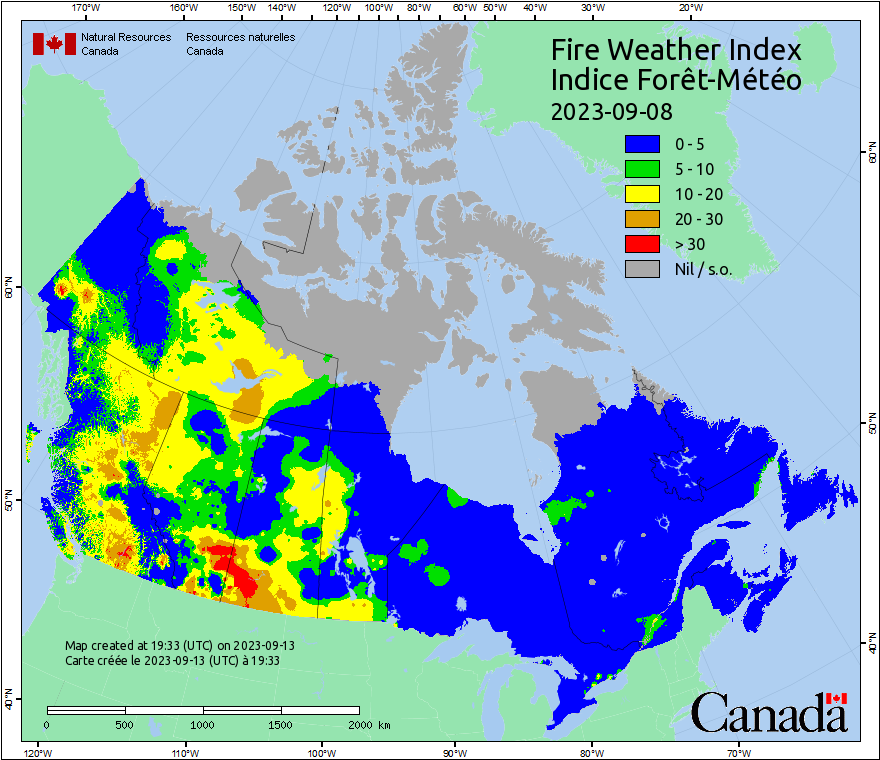 170°W 160°W 150°W 140°W 120°W 100°W 80°W 60°W 50°W 40°W 30°W 20°W
Natural Resources Ressources naturelles
Canada Canada
Fire Weather Index
Indice Forêt-Météo
2023-09-08
0 - 5
5 - 10
10 - 20
20 - 30
> 30
Nil / s.o.
60°N
60°N
50°N
50°N
40°N
40°N
Map created at 19:33 (UTC) on 2023-09-13
Carte créée le 2023-09-13 (UTC) à 19:33
0 500 1000 1500 2000 km
Canada
120°W 110°W 100°W 90°W 80°W 70°W